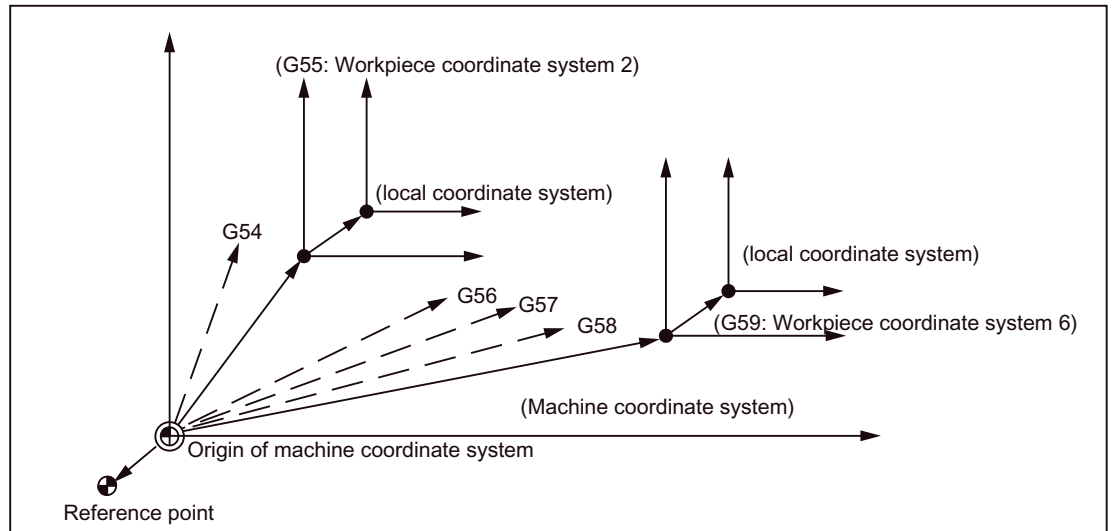 (G55: Workpiece coordinate system 2)
(local coordinate system)
G54
(local coordinate system)
G56
G57
G58
(G59: Workpiece coordinate system 6)
(Machine coordinate system)
Origin of machine coordinate system
Reference point